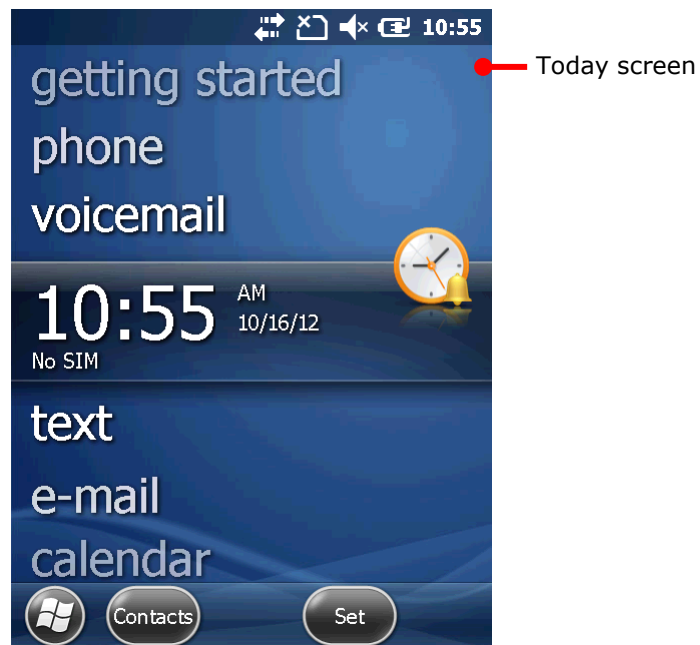 10:55
Today screen
getting started
phone
voicemail
10:55 AM
10/16/12
No SIM
text
e-mail
calendar
Contacts Set